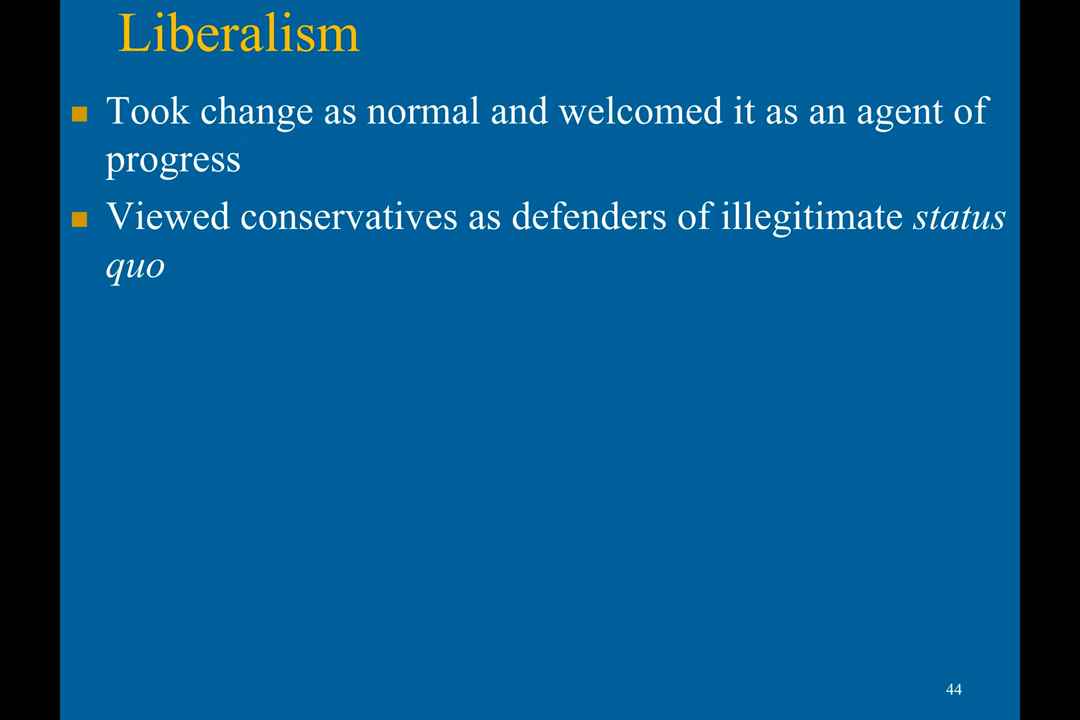 Liberalism
Took change as normal and welcomed it as an agent of
progress
Viewed conservatives as defenders of illegitimate status
quo
44